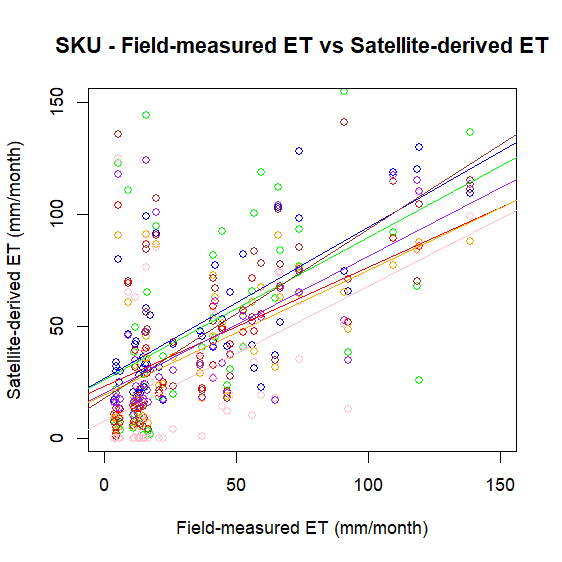 SKU - Field-measured ET vs Satellite-derived ET
Satellite-derived ET (mm/month)
150
100
50
0
0 50 100 150
Field-measured ET (mm/month)